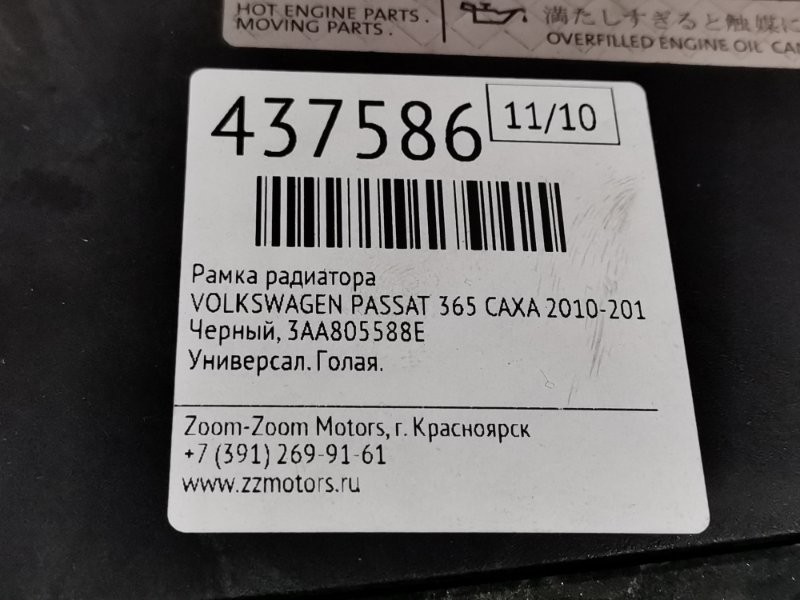 HOT ENGINE PARTS.
MOVING PARTS.
満たしすぎると触媒に
OVERFILLED ENGINE OIL CAN
437586
11/10
Рамка радиатора
VOLKSWAGEN PASSAT 365 CAXA 2010-201
Черный, 3AA805588E
Универсал. Голая.
Zoom-Zoom Motors, г. Красноярск
+7 (391) 269-91-61
www.zzmotors.ru